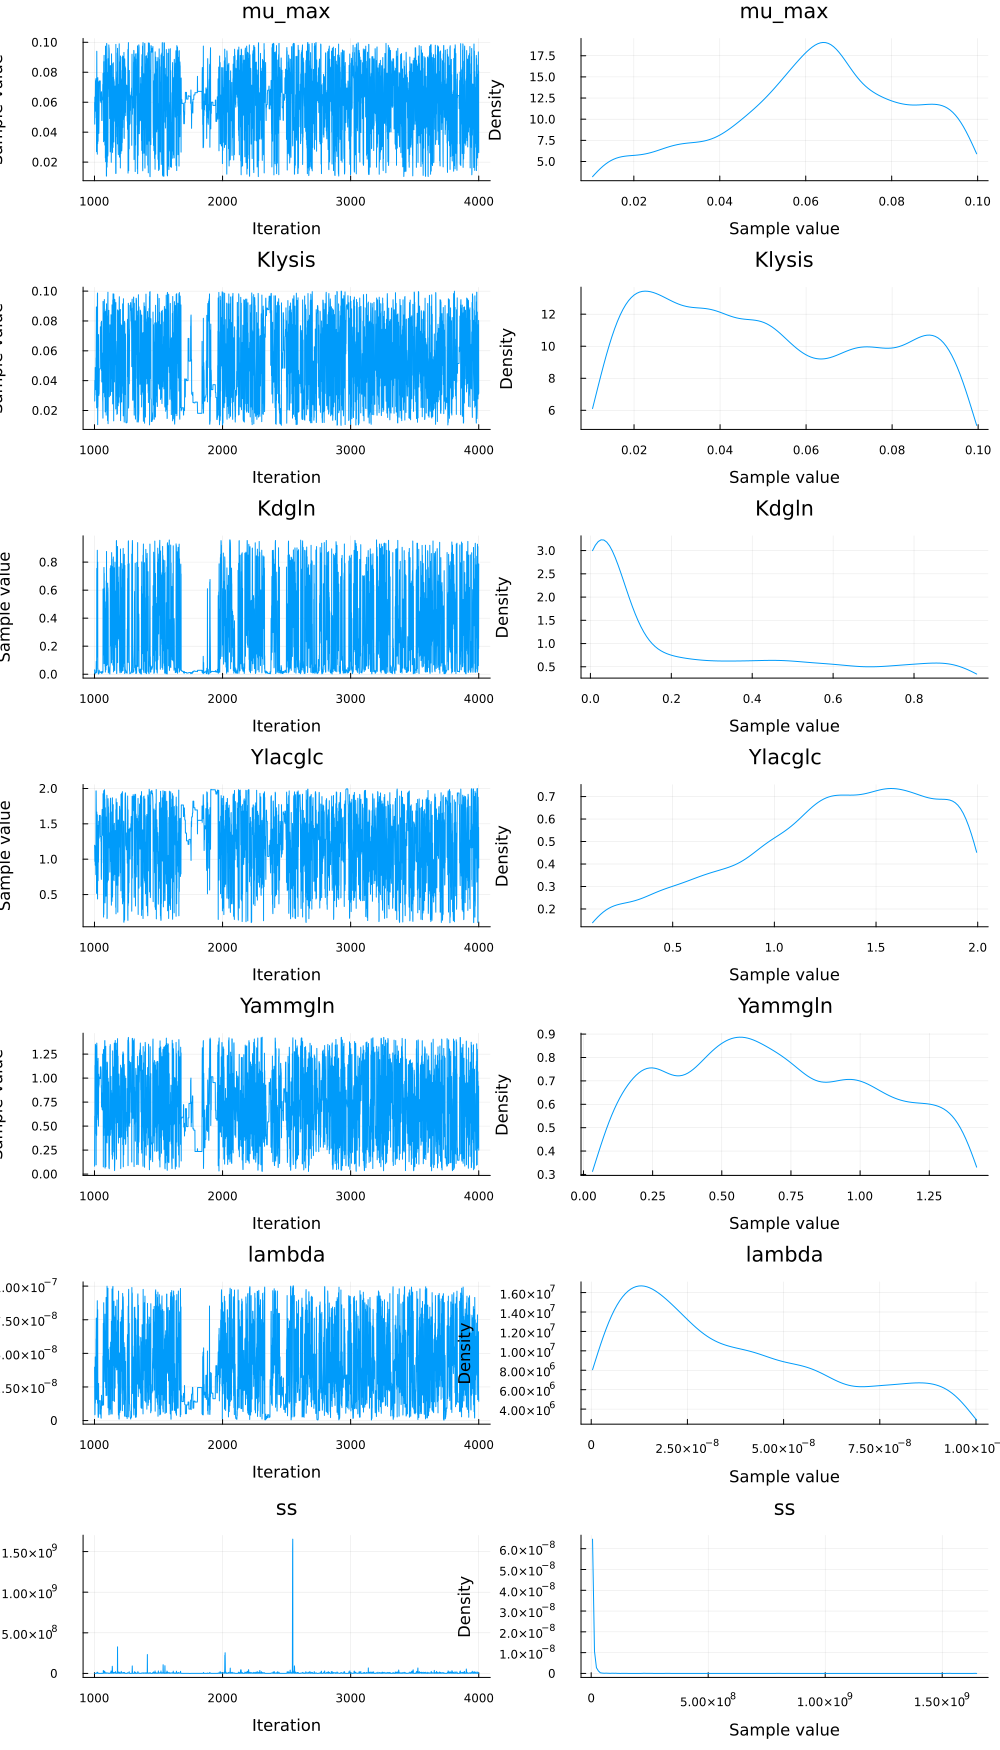 mu_max mu_max
0.10
0.08
0.06
0.04
0.02
1000 2000 3000 4000
Iteration
Density
17.5
15.0
12.5
10.0
7.5
5.0
0.02 0.04 0.06 0.08 0.10
Sample value
Klysis Klysis
0.10
0.08
0.06
0.04
0.02
1000 2000 3000 4000
Iteration
Density
12
10
8
6
0.02 0.04 0.06 0.08 0.10
Sample value
Kdgln Kdgln
Sample value
0.8
0.6
0.4
0.2
0.0
1000 2000 3000 4000
Iteration
Density
3.0
2.5
2.0
1.5
1.0
0.5
0.0 0.2 0.4 0.6 0.8
Sample value
Ylacglc Ylacglc
Sample value
2.0
1.5
1.0
0.5
1000 2000 3000 4000
Iteration
Density
0.7
0.6
0.5
0.4
0.3
0.2
0.5 1.0 1.5 2.0
Sample value
Yammgln Yammgln
1.25
1.00
0.75
0.50
0.25
0.00
1000 2000 3000 4000
Iteration
Density
0.9
0.8
0.7
0.6
0.5
0.4
0.3
0.00 0.25 0.50 0.75 1.00 1.25
Sample value
lambda lambda
.00×10⁻⁷
.50×10⁻⁸
.00×10⁻⁸
.50×10⁻⁸
0
1000 2000 3000 4000
Iteration
Density
1.60×10⁷
1.40×10⁷
1.20×10⁷
1.00×10⁷
8.00×10⁶
6.00×10⁶
4.00×10⁶
0 2.50×10⁻⁸ 5.00×10⁻⁸ 7.50×10⁻⁸ 1.00×10⁻
Sample value
ss ss
1.50×10⁹
1.00×10⁹
5.00×10⁸
0
1000 2000 3000 4000
Iteration
Density
6.0×10⁻⁸
5.0×10⁻⁸
4.0×10⁻⁸
3.0×10⁻⁸
2.0×10⁻⁸
1.0×10⁻⁸
0
0 5.00×10⁸ 1.00×10⁹ 1.50×10⁹
Sample value